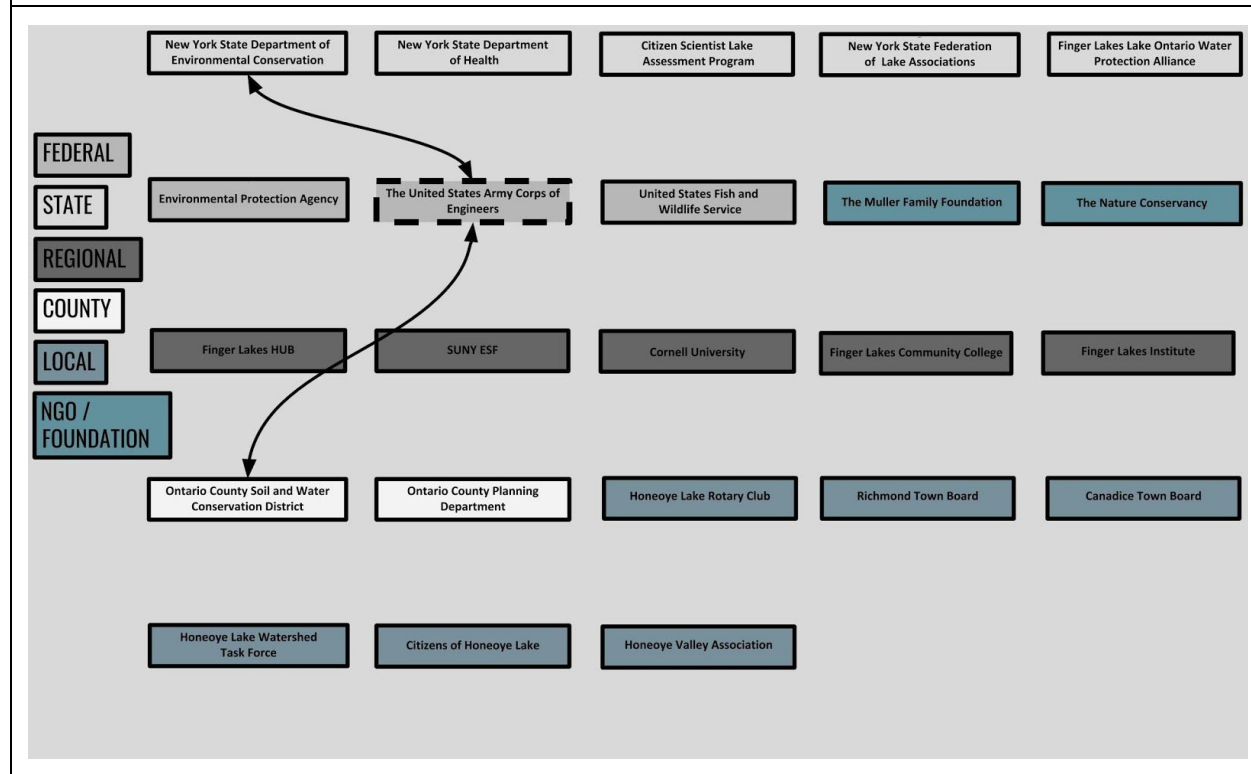 New York State Department of
Environmental Conservation
New York State Department
of Health
Citizen Scientist Lake
Assessment Program
New York State Federation
of Lake Associations
Finger Lakes Lake Ontario Water
Protection Alliance
FEDERAL
STATE
REGIONAL
COUNTY
LOCAL
NGO /
FOUNDATION
Environmental Protection Agency
The United States Army Corps of
Engineers
United States Fish and
Wildlife Service
The Muller Family Foundation
The Nature Conservancy
Finger Lakes HUB
SUNY ESF
Cornell University
Finger Lakes Community College
Finger Lakes Institute
Ontario County Soil and Water
Conservation District
Ontario County Planning
Department
Honeoye Lake Rotary Club
Richmond Town Board
Canadice Town Board
Honeoye Lake Watershed
Task Force
Citizens of Honeoye Lake
Honeoye Valley Association